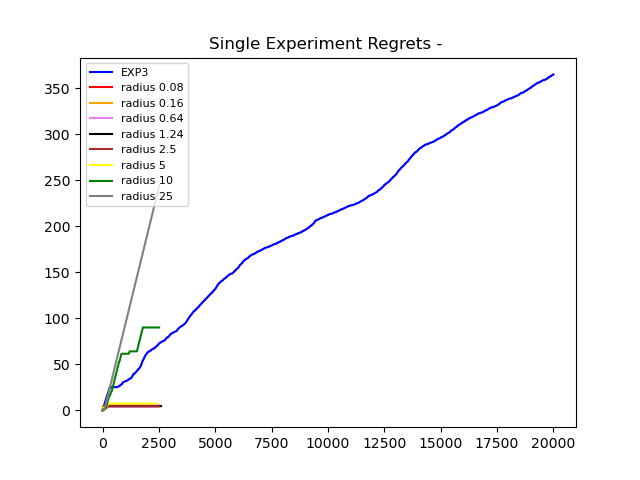 Single Experiment Regrets -
EXP3
radius 0.08
radius 0.16
radius 0.64
radius 1.24
radius 2.5
radius 5
radius 10
radius 25
350
300
250
200
150
100
50
0
0 2500 5000 7500 10000 12500 15000 17500 20000